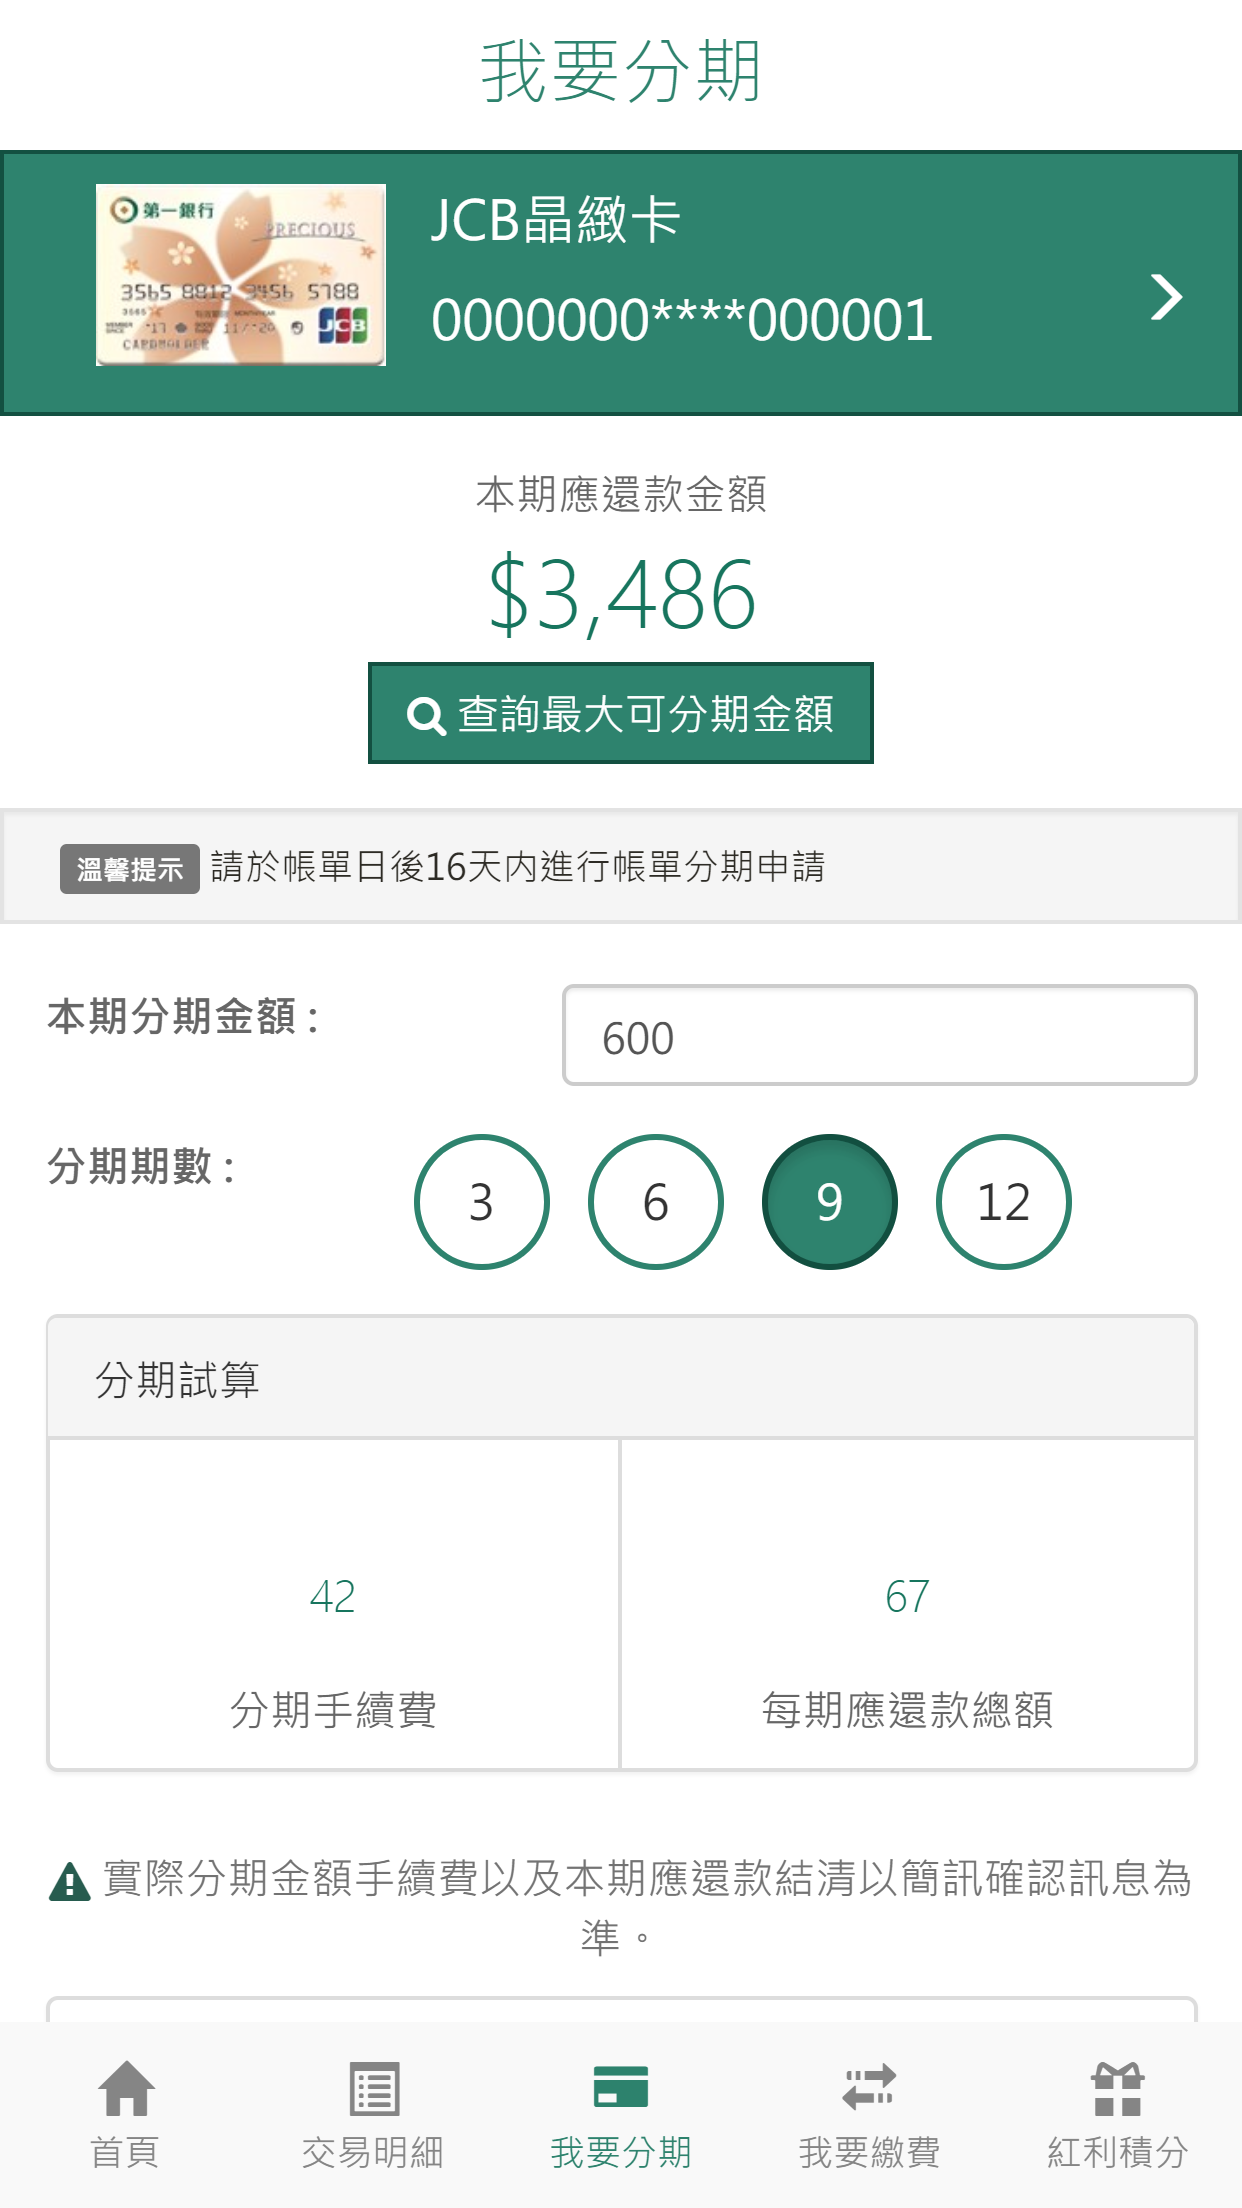 我要分期
第一銀行
PRECIOUS
3565 8812 3456 5788
CARDHOLDER
JCB
JCB晶緻卡
0000000****000001
本期應還款金額
$3,486
查詢最大可分期金額
溫馨提示 請於帳單日後16天内進行帳單分期申請
本期分期金額 :
600
分期期數 :
3 6 9 12
分期試算
42 67
分期手續費 每期應還款總額
實際分期金額手續費以及本期應還款結清以簡訊確認訊息為
準。
首頁 交易明細 我要分期 我要繳費 紅利積分